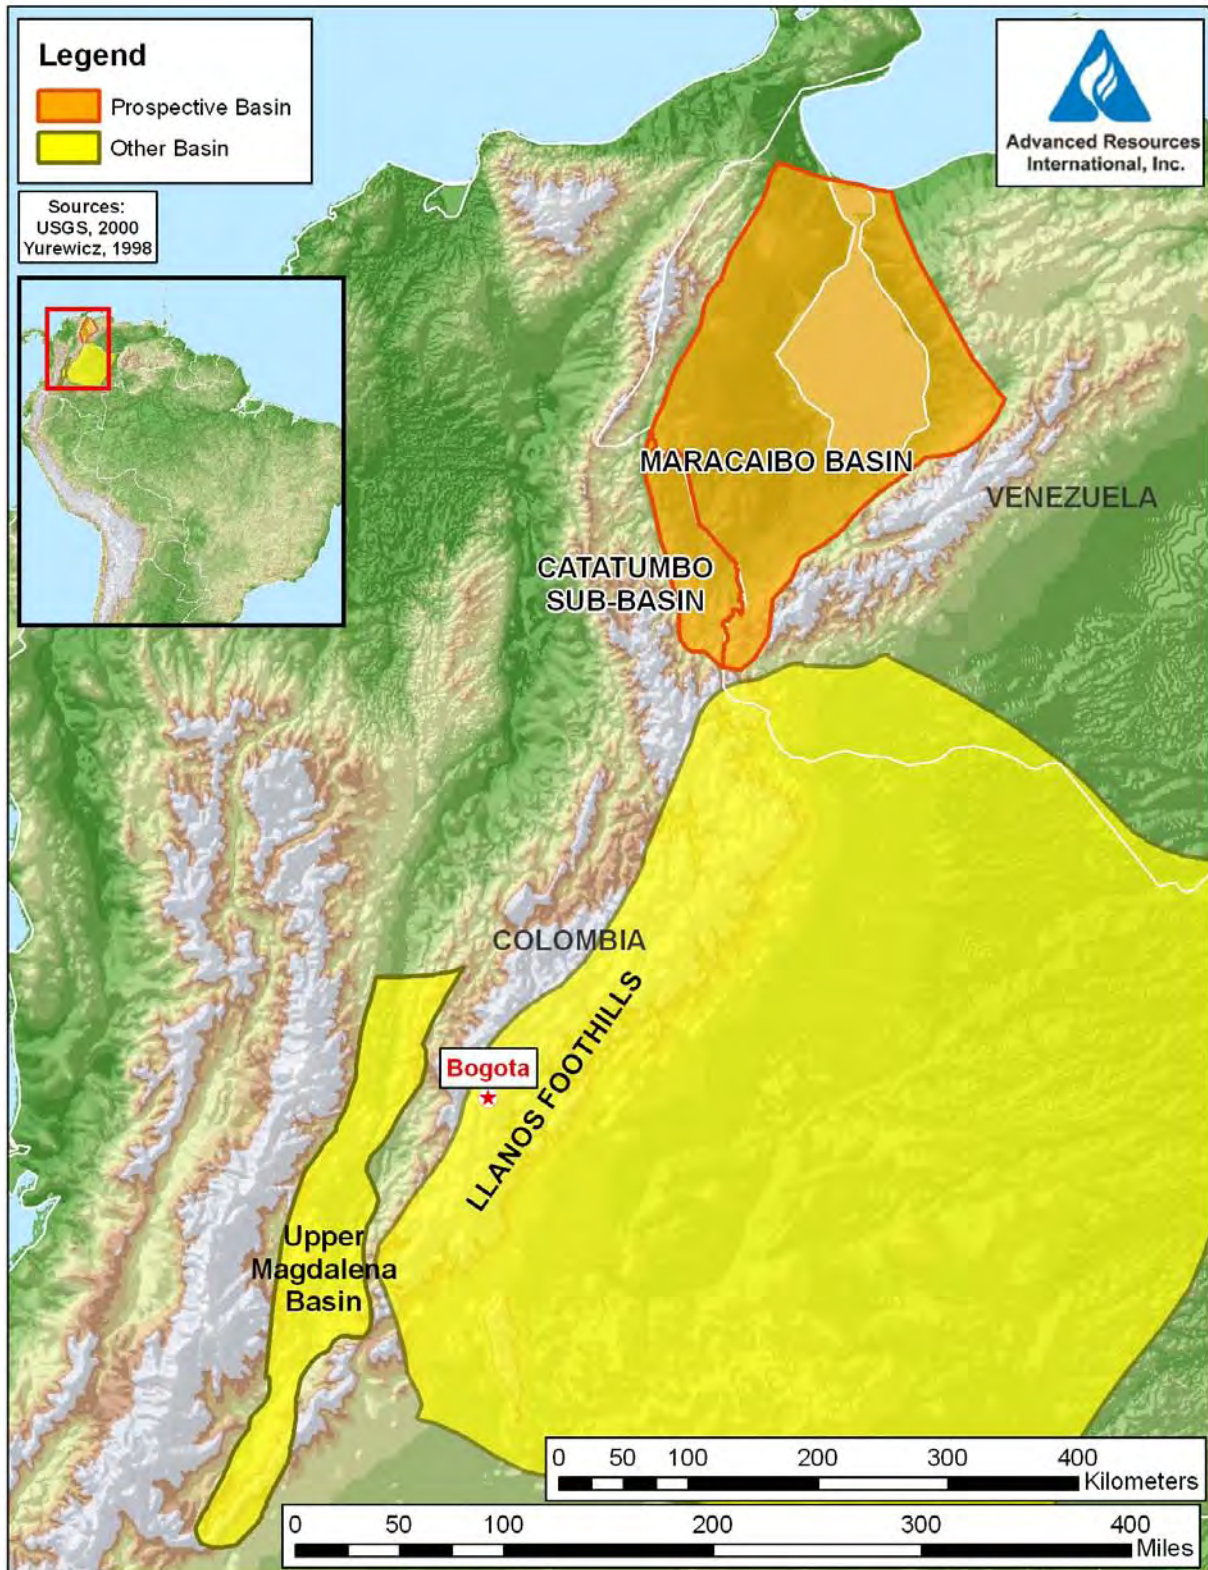 Legend
Prospective Basin
Other Basin
Advanced Resources
International, Inc.
Sources:
USGS, 2000
Yurewicz, 1998
MARACAIBO BASIN
VENEZUELA
CATATUMBO
SUB-BASIN
COLOMBIA
LLANOS FOOTHILLS
Bogota
Upper
Magdalena
Basin
0 50 100 200 300 400
Kilometers
0 50 100 200 300 400
Miles